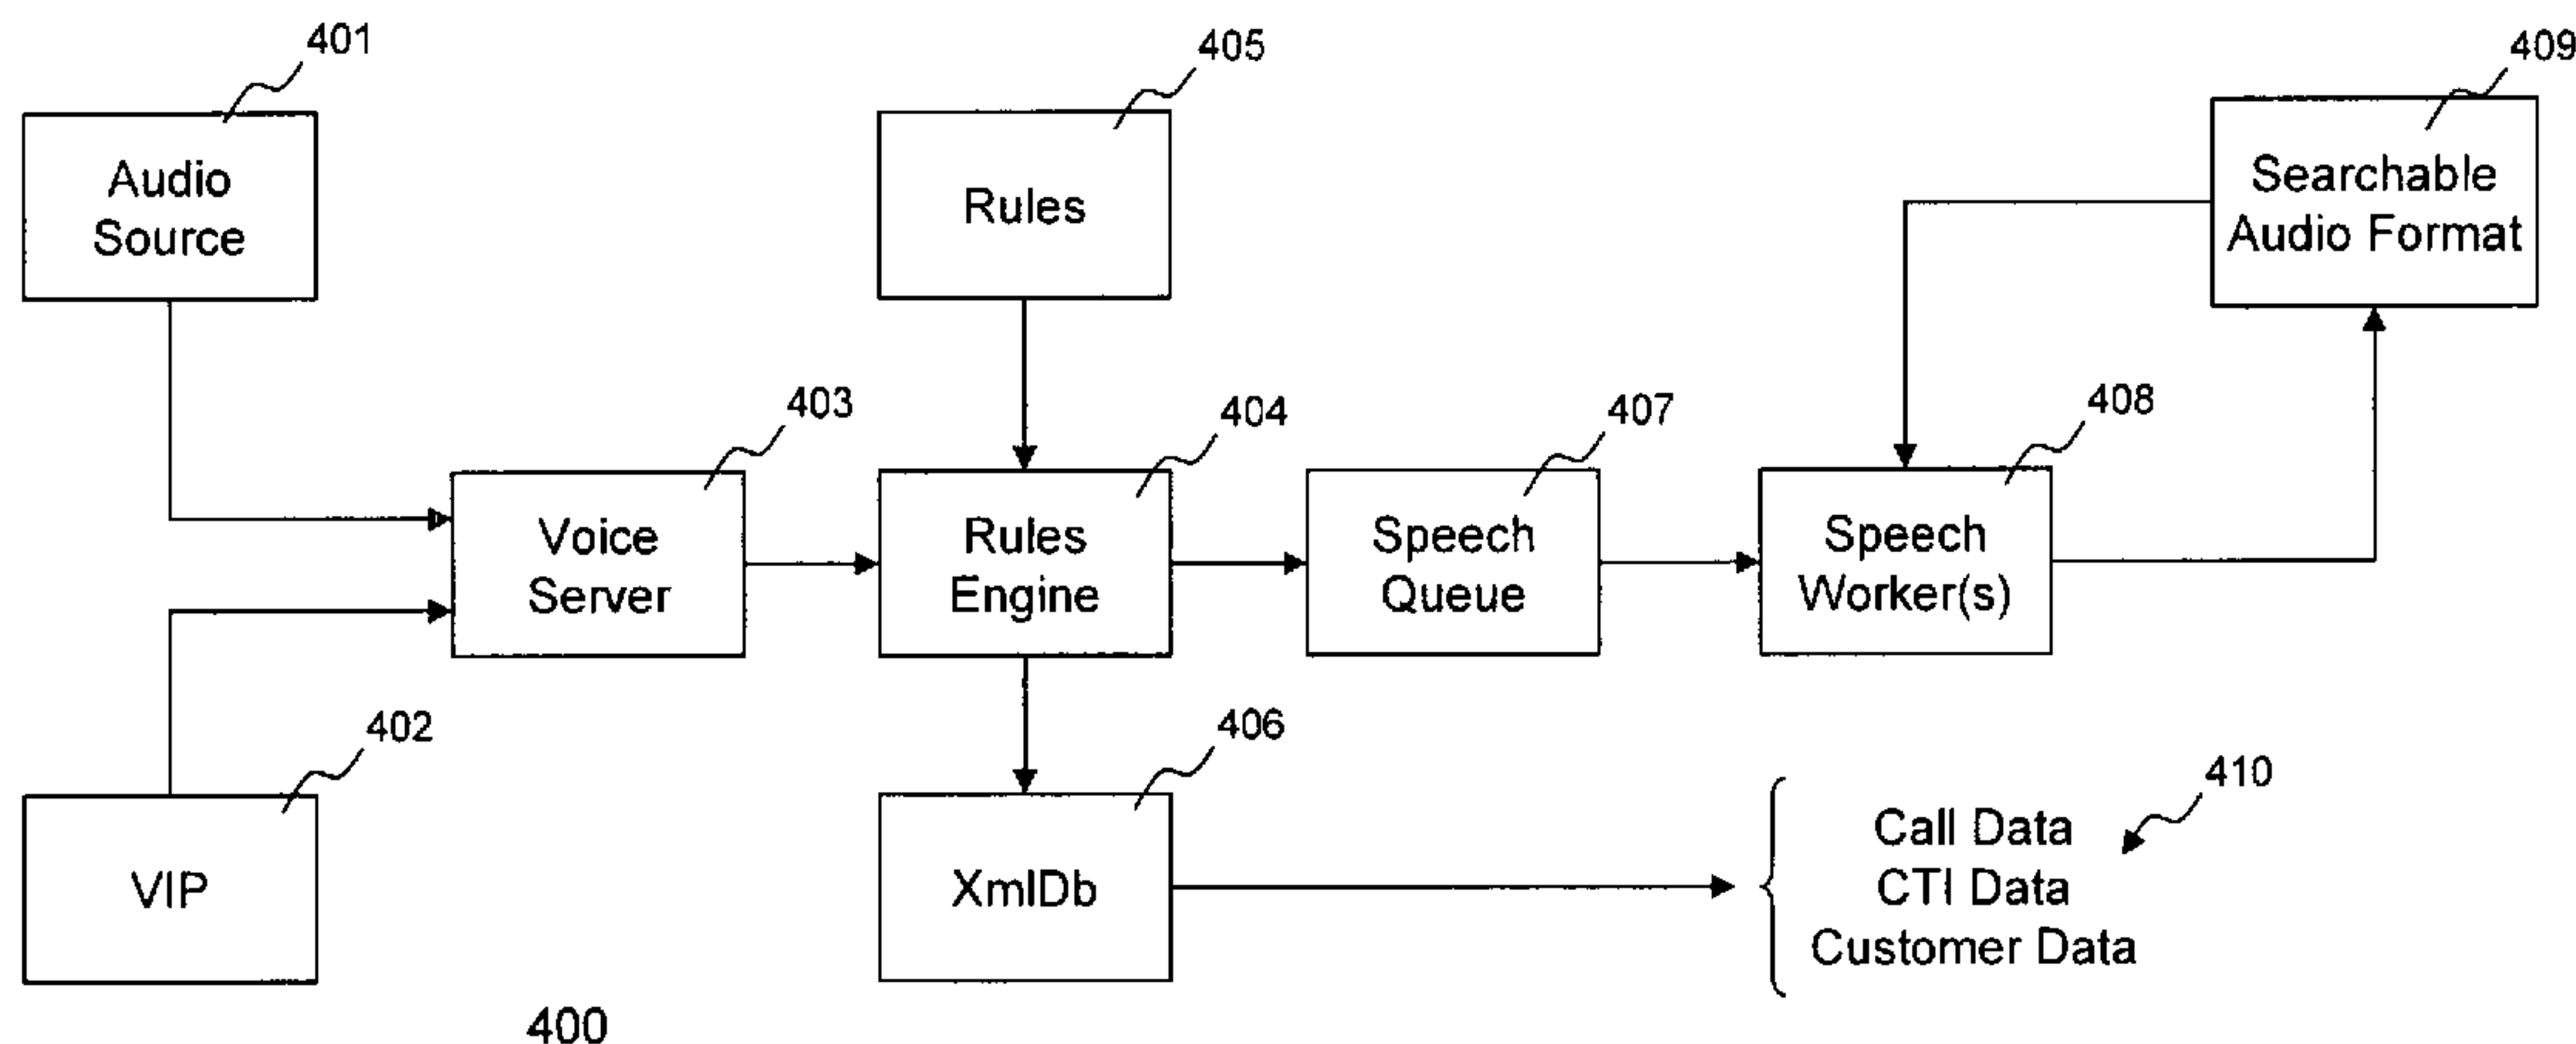 401
405
409
Audio
Source
Rules
Searchable
Audio Format
403
404
407
408
Voice
Server
Rules
Engine
Speech
Queue
Speech
Worker(s)
402
406
410
VIP
XmlDb
Call Data
CTI Data
Customer Data
400